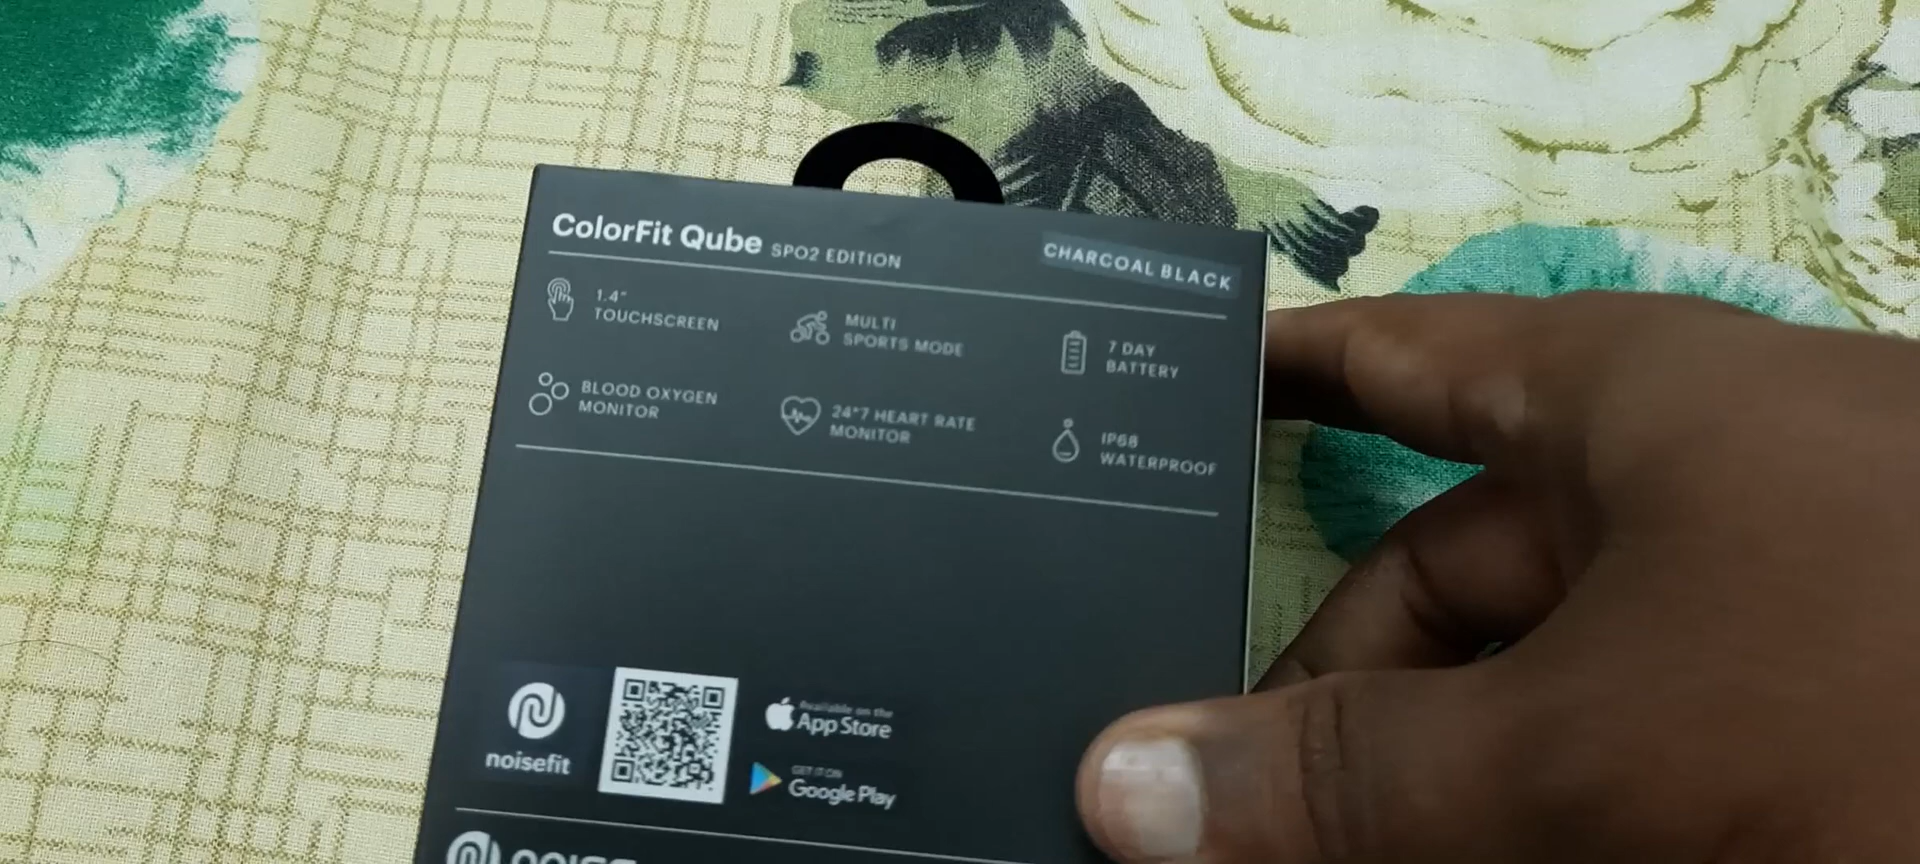 ColorFit Qube SPO2 EDITION
CHARCOAL BLACK
1.4"
TOUCHSCREEN
MULTI
SPORTS MODE
7 DAY
BATTERY
BLOOD OXYGEN
MONITOR
24*7 HEART RATE
MONITOR
IP68
WATERPROOF
noisefit
Available on the
App Store
GET IT ON
Google Play
noise